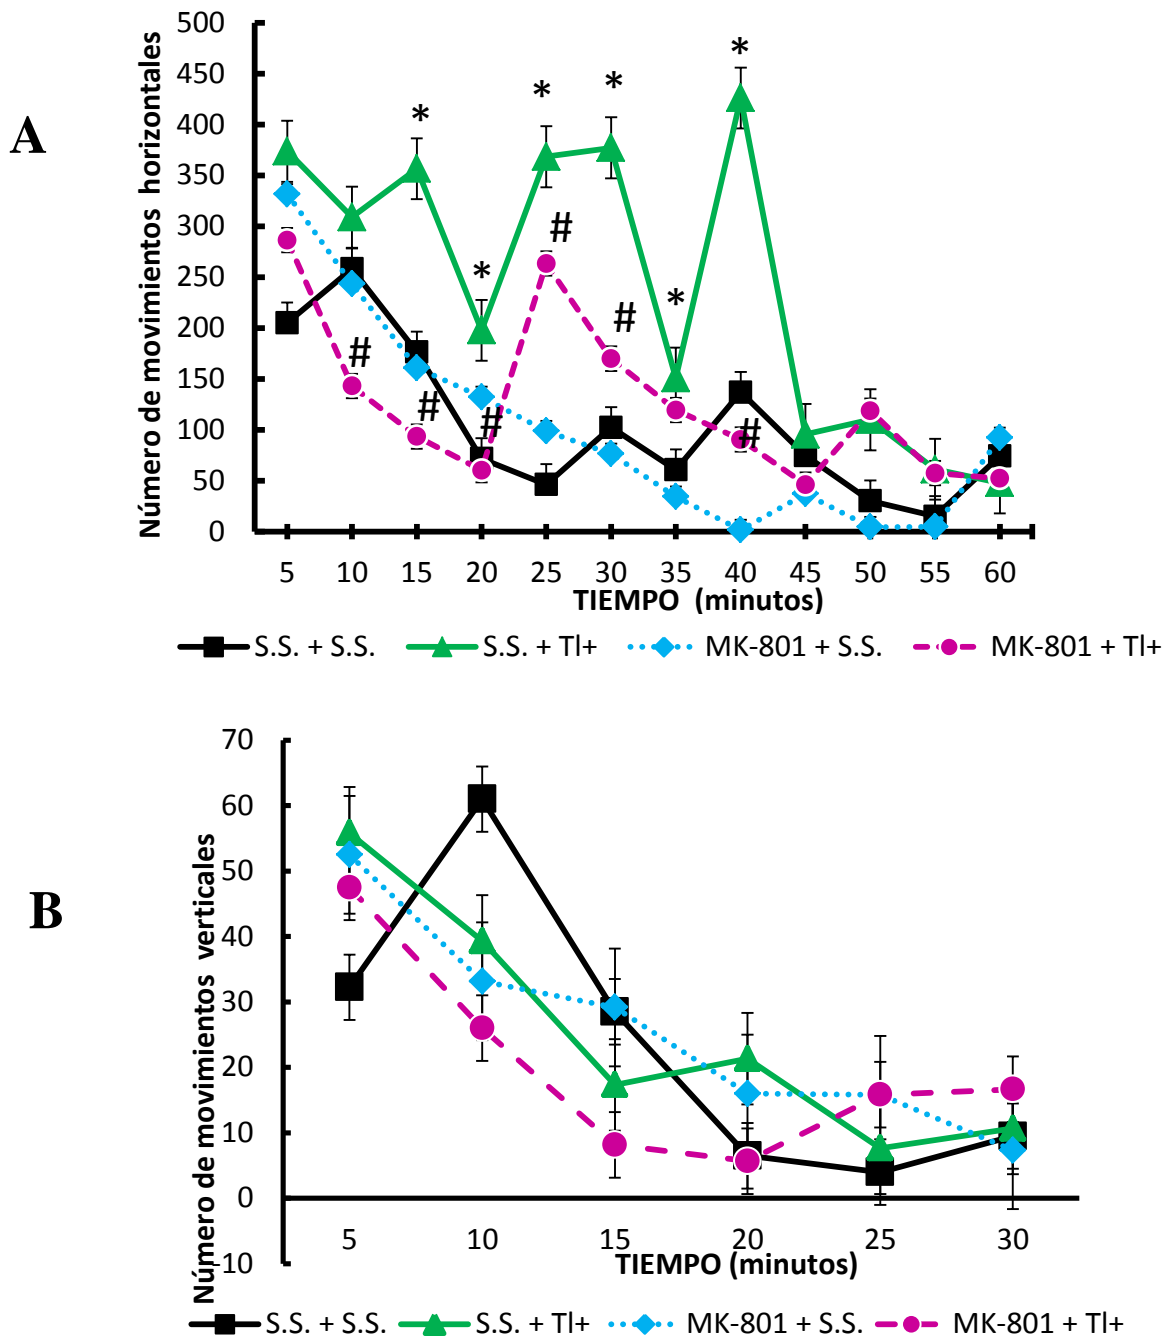 A
Número de movimientos horizontales
500
450
400
350
300
250
200
150
100
50
0
* * * * * * *
# # # # # #
5 10 15 20 25 30 35 40 45 50 55 60
TIEMPO (minutos)
S.S. + S.S. S.S. + Tl+ MK-801 + S.S. MK-801 + Tl+
B
Número de movimientos verticales
70
60
50
40
30
20
10
0
-10
5 10 15 20 25 30
TIEMPO (minutos)
S.S. + S.S. S.S. + Tl+ MK-801 + S.S. MK-801 + Tl+